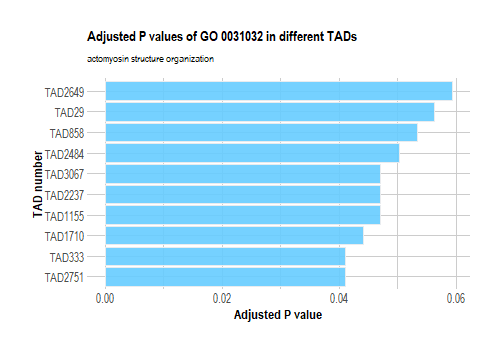 Adjusted P values of GO 0031032 in different TADs
actomyosin structure organization
TAD number
TAD2649
TAD29
TAD858
TAD2484
TAD3067
TAD2237
TAD1155
TAD1710
TAD333
TAD2751
0.00 0.02 0.04 0.06
Adjusted P value